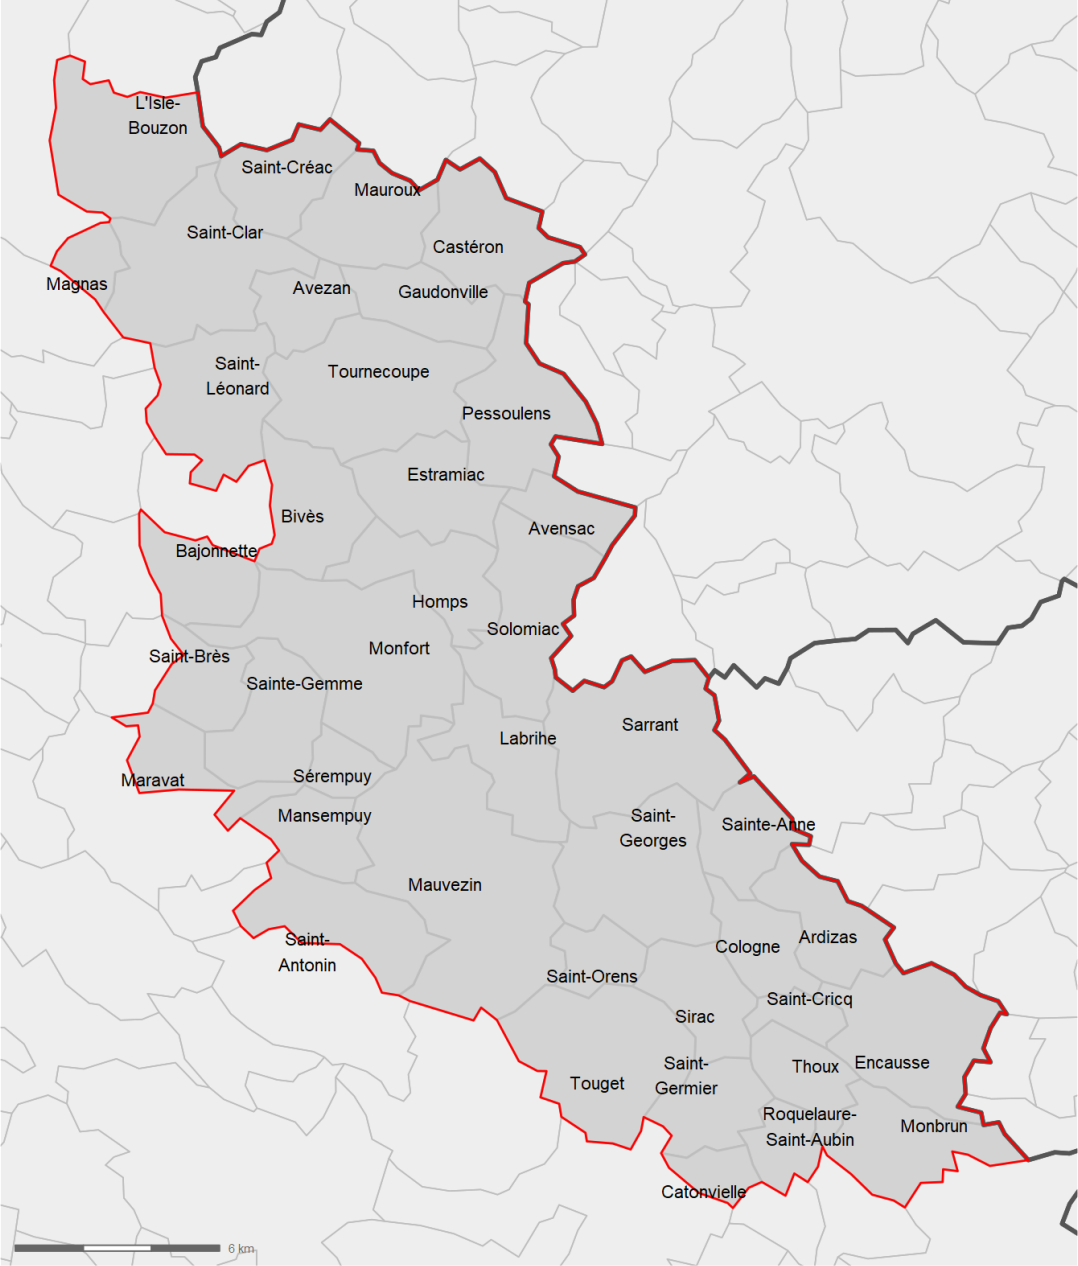 L'Isle-
Bouzon
Saint-Créac
Mauroux
Saint-Clar
Castéron
Magnas
Avezan
Gaudonville
Saint-
Léonard
Tournecoupe
Pessoulens
Estramiac
Bivès
Avensac
Bajonnette
Homps
Solomiac
Monfort
Saint-Brès
Sainte-Gemme
Sarrant
Labrihe
Maravat
Sérempuy
Mansempuy
Saint-
Georges
Sainte-Anne
Mauvezin
Saint-
Antonin
Ardizas
Cologne
Saint-Orens
Saint-Cricq
Sirac
Saint-
Germier
Thoux
Encausse
Touget
Roquelaure-
Saint-Aubin
Monbrun
Catonvielle
6 km